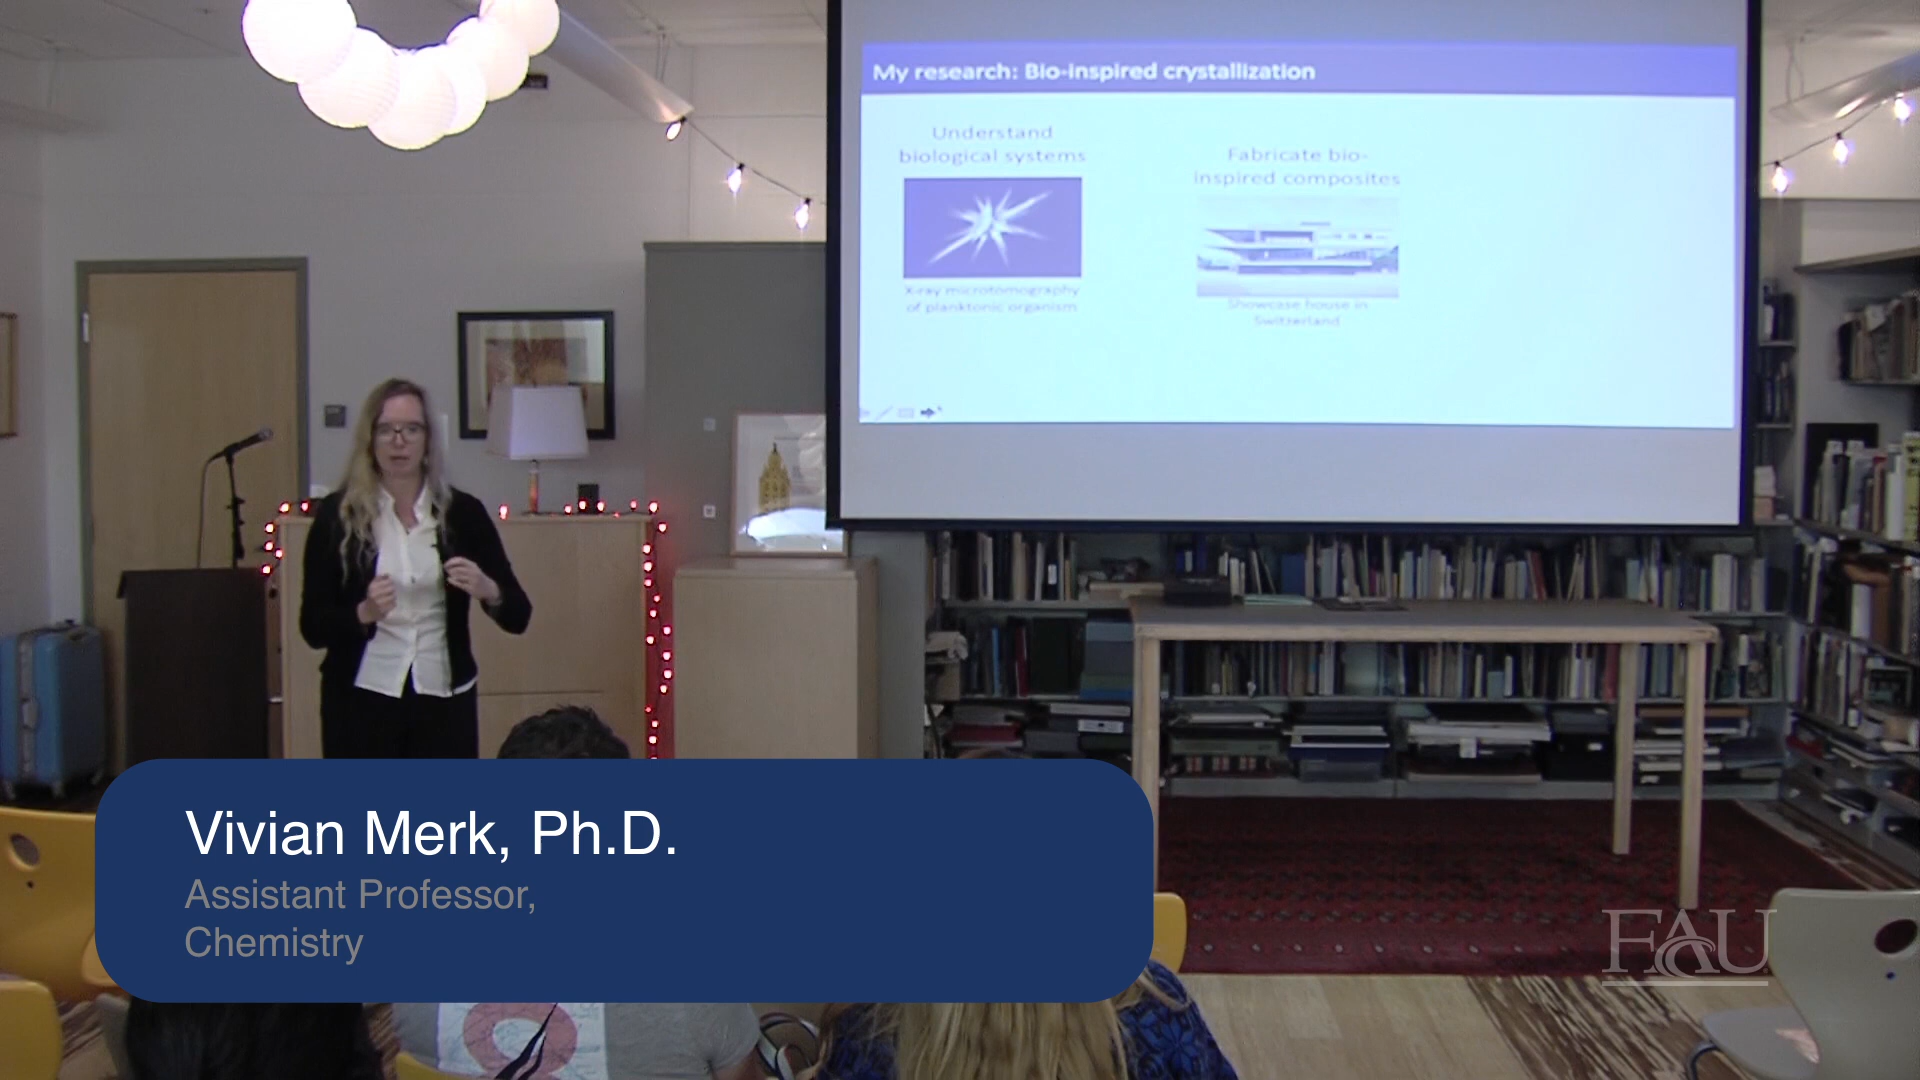 My research: Bio-inspired crystallization
Understand
biological systems
X-ray microtomography
of planktonic organism
Fabricate bio-
inspired composites
Showcase house in
Switzerland
Vivian Merk, Ph.D.
Assistant Professor,
Chemistry
FAU